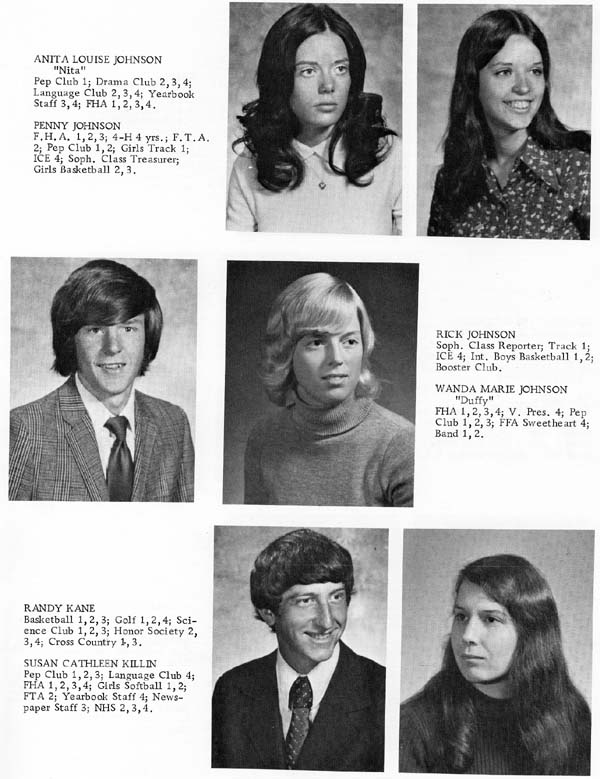 ANITA LOUISE JOHNSON
"Nita"
Pep Club 1; Drama Club 2, 3, 4;
Language Club 2, 3, 4; Yearbook
Staff 3, 4; FHA 1, 2, 3, 4.
PENNY JOHNSON
F.H.A. 1, 2, 3; 4-H 4 yrs.; F.T.A.
2; Pep Club 1, 2; Girls Track 1;
ICE 4; Soph. Class Treasurer;
Girls Basketball 2, 3.
RICK JOHNSON
Soph. Class Reporter; Track 1;
ICE 4; Int. Boys Basketball 1, 2;
Booster Club.
WANDA MARIE JOHNSON
"Duffy"
FHA 1, 2, 3, 4; V. Pres. 4; Pep
Club 1, 2, 3; FFA Sweetheart 4;
Band 1, 2.
RANDY KANE
Basketball 1, 2, 3; Golf 1, 2, 4; Sci-
ence Club 1, 2, 3; Honor Society 2,
3, 4; Cross Country 1, 3.
SUSAN CATHLEEN KILLIN
Pep Club 1, 2, 3; Language Club 4;
FHA 1, 2, 3, 4; Girls Softball 1, 2;
FTA 2; Yearbook Staff 4; News-
paper Staff 3; NHS 2, 3, 4.